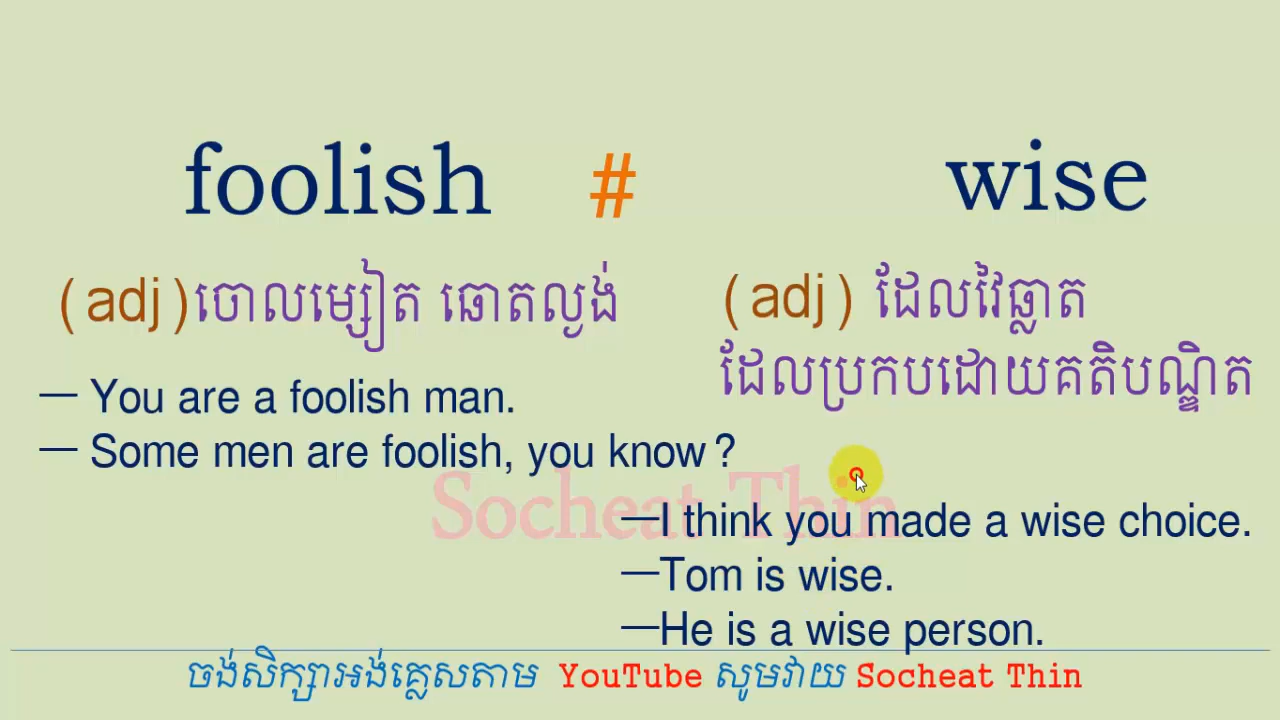 foolish # wise
(adj)ចោលម្សៀត ឆោតល្ងង់
(adj) ដែលវៃឆ្លាត
ដែលប្រកបដោយគតិបណ្ឌិត
— You are a foolish man.
— Some men are foolish, you know?
Socheat Thin
—I think you made a wise choice.
—Tom is wise.
—He is a wise person.
ចង់សិក្សាអង់គ្លេសតាម YouTube សូមវាយ Socheat Thin